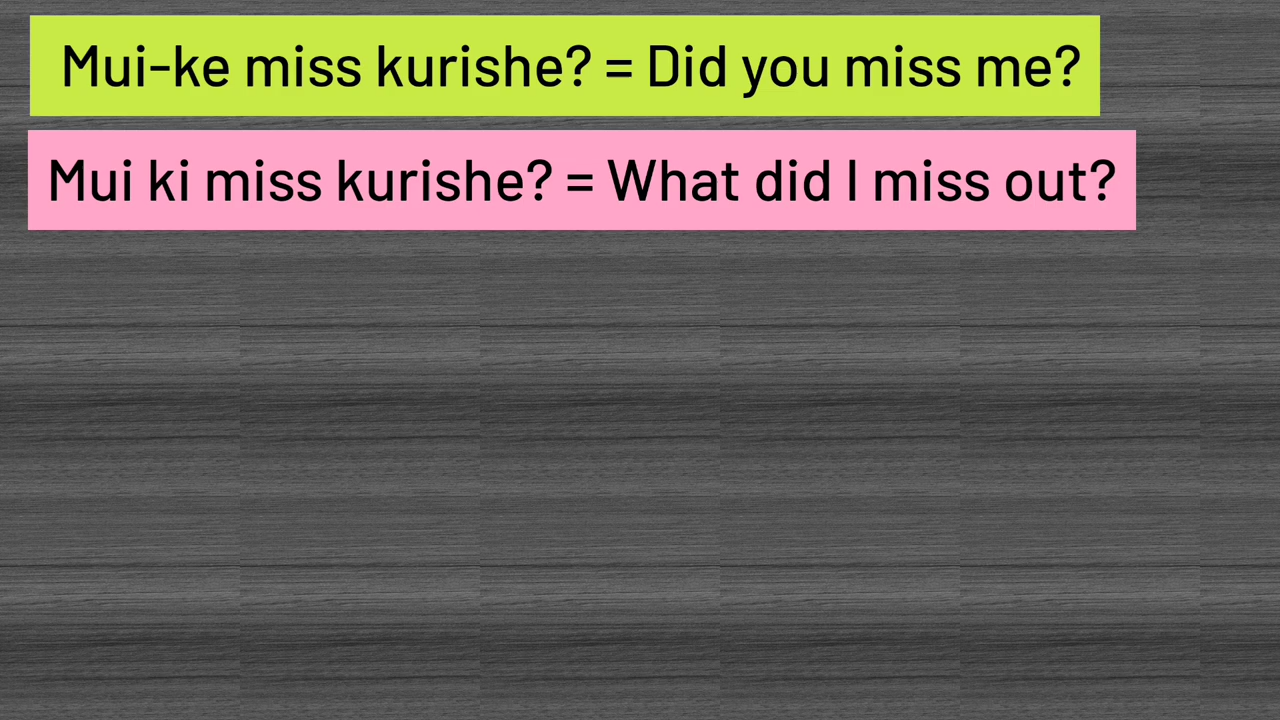 Mui-ke miss kurishe? = Did you miss me?
Mui ki miss kurishe? = What did I miss out?